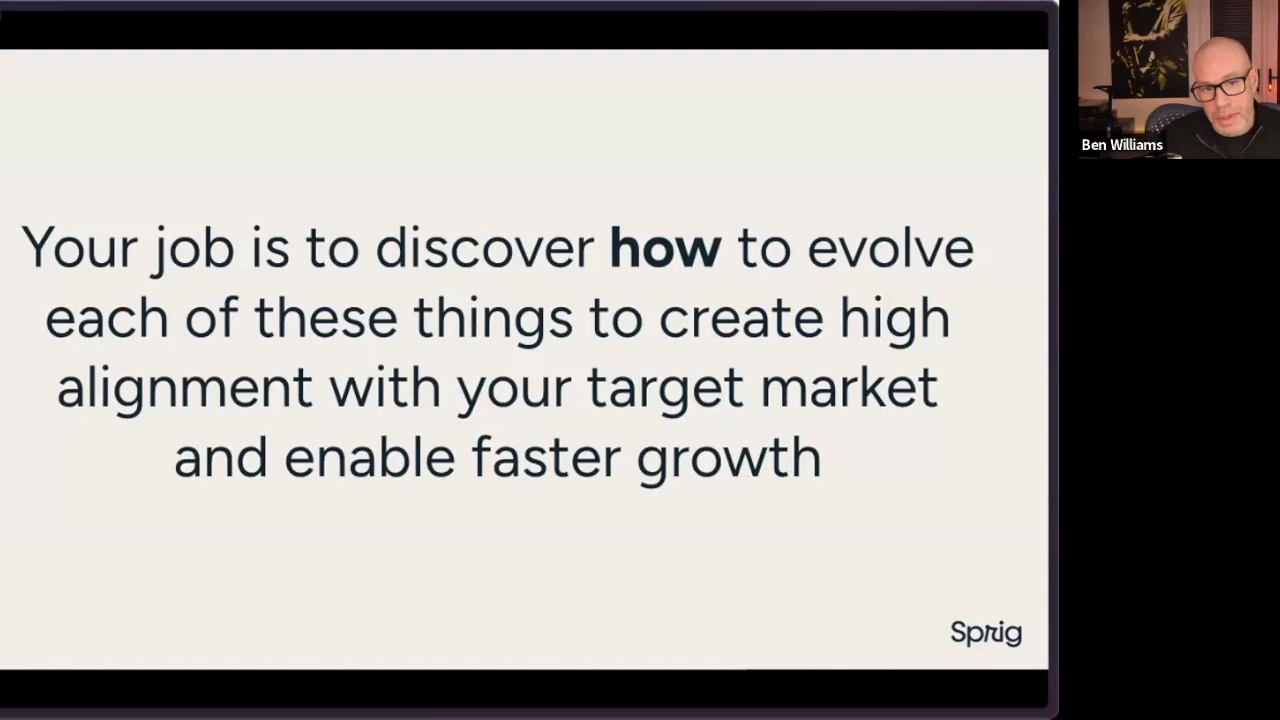 Your job is to discover how to evolve
each of these things to create high
alignment with your target market
and enable faster growth
Sprig
Ben Williams